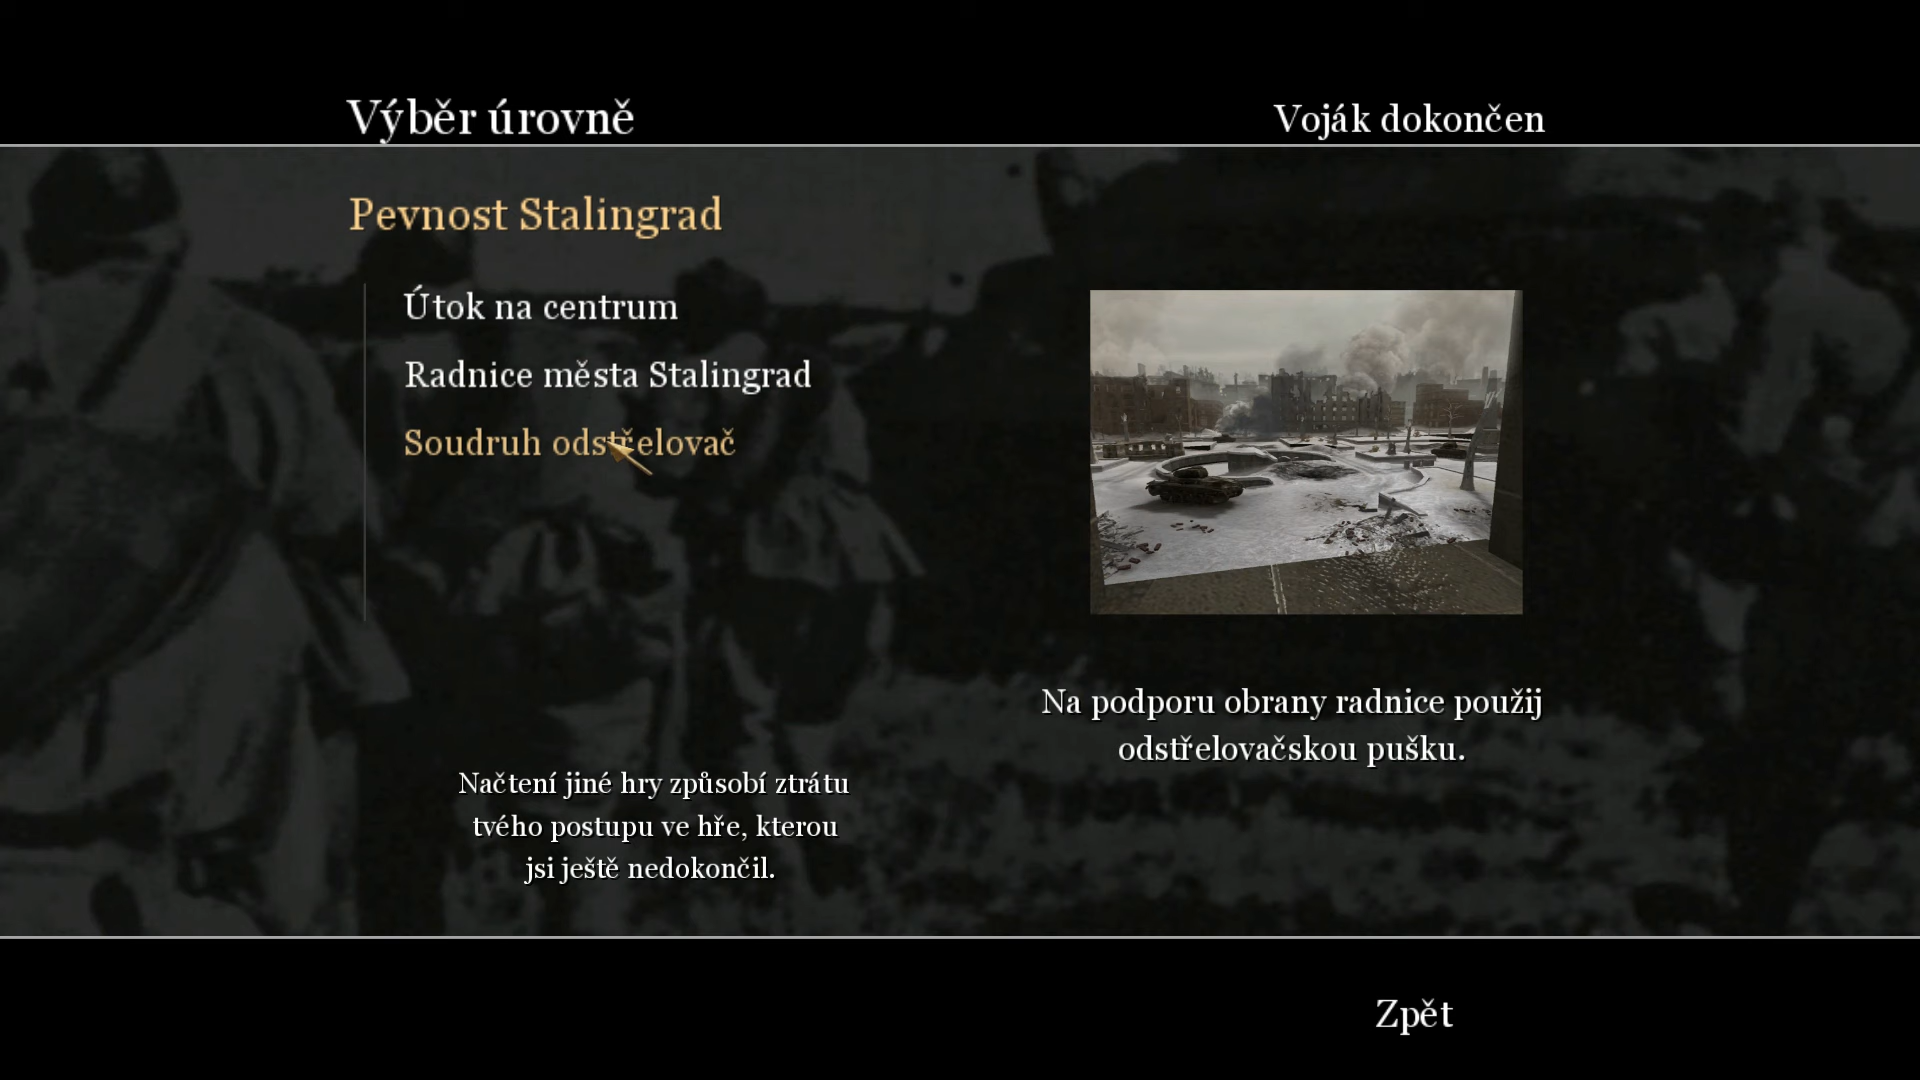 Výběr úrovně
Voják dokončen
Pevnost Stalingrad
Útok na centrum
Radnice města Stalingrad
Soudruh odstřelovač
Na podporu obrany radnice použij
odstřelovačskou pušku.
Načtení jiné hry způsobí ztrátu
tvého postupu ve hře, kterou
jsi ještě nedokončil.
Zpět